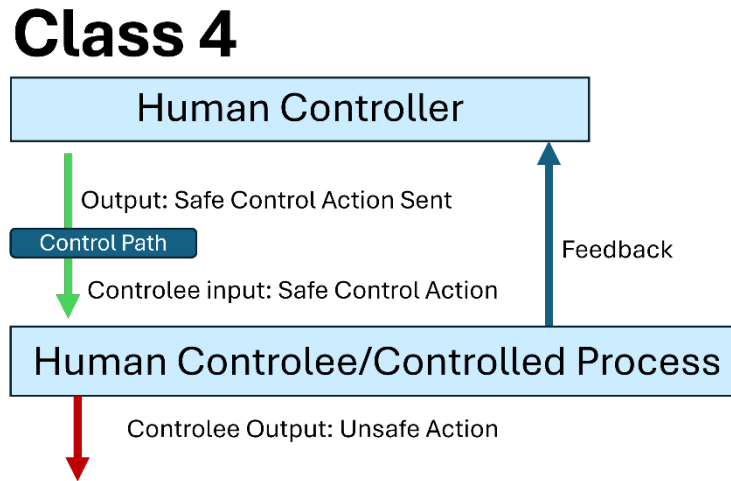 Class 4
Human Controller
Output: Safe Control Action Sent
Control Path
Feedback
Controlee input: Safe Control Action
Human Controlee/Controlled Process
Controlee Output: Unsafe Action